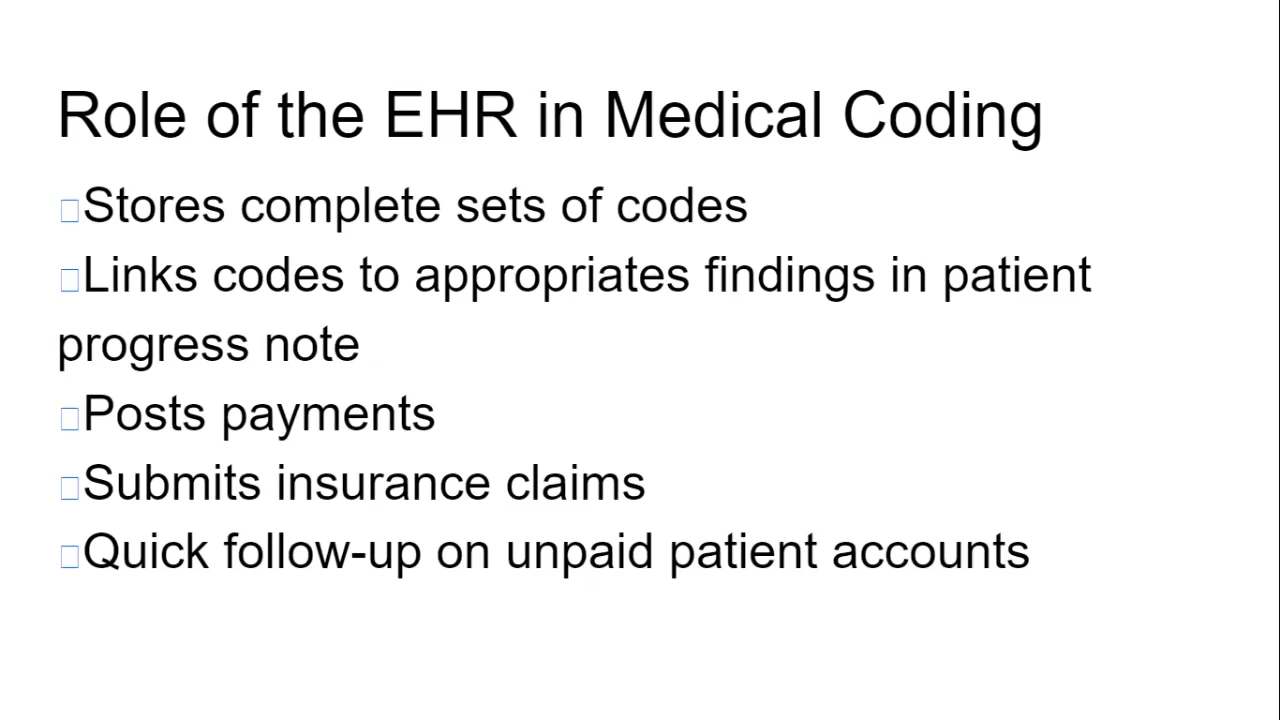 Role of the EHR in Medical Coding
Stores complete sets of codes
Links codes to appropriates findings in patient
progress note
Posts payments
Submits insurance claims
Quick follow-up on unpaid patient accounts